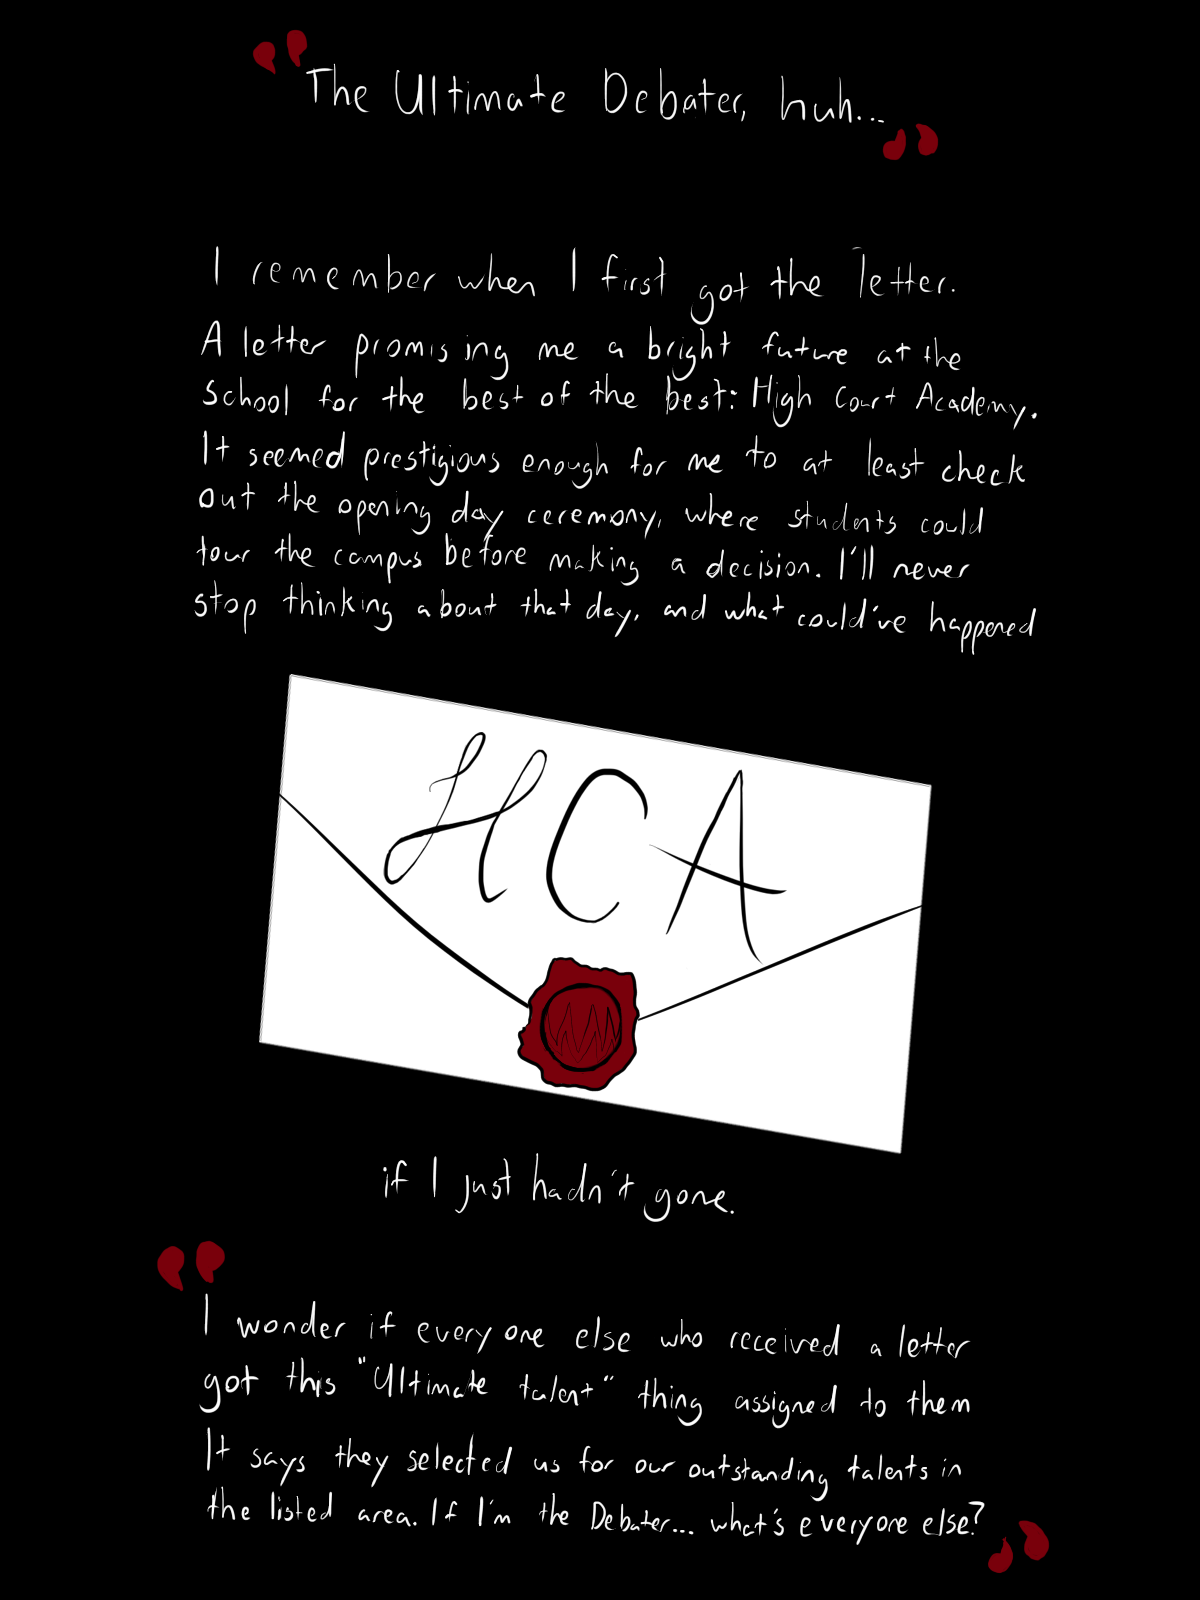 "The Ultimate Debater, huh..."
I remember when I first got the letter.
A letter promising me a bright future at the
school for the best of the best: High Court Academy.
It seemed prestigious enough for me to at least check
out the opening day ceremony, where students could
tour the campus before making a decision. I'll never
stop thinking about that day, and what could've happened
HCA
if I just hadn't gone.
"I wonder if everyone else who received a letter
got this "Ultimate talent" thing assigned to them
It says they selected us for our outstanding talents in
the listed area. If I'm the Debater... what's everyone else?"